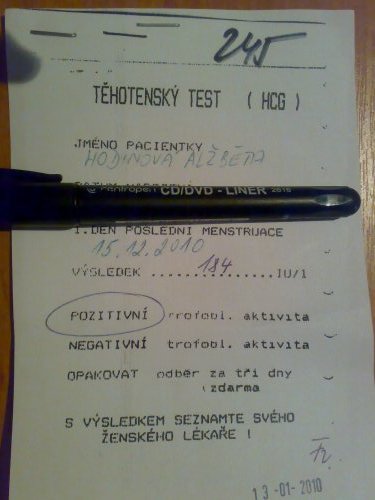 245
TĚHOTENSKÝ TEST ( HCG )
JMÉNO PACIENTKY
HODINOVÁ ALŽBĚTA
centropen CD/DVD - LINER 2616
1.DEN POSLEDNÍ MENSTRUACE
15.12.2010
VÝSLEDEK ................184................IU/l
POZITIVNÍ trofobl. aktivita
NEGATIVNÍ trofobl. aktivita
OPAKOVAT odběr za tři dny
( zdarma
S VÝSLEDKEM SEZNAMTE SVÉHO
ŽENSKÉHO LÉKAŘE !
13 -01- 2010